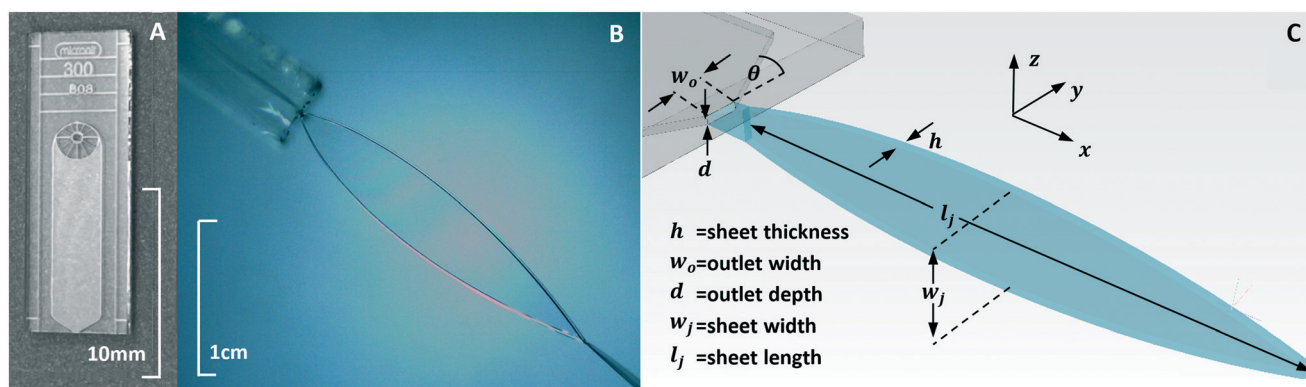 A
micronit
300
B08
10mm
B
1cm
C
w_o
θ
d
h
l_j
w_j
z
y
x
h =sheet thickness
w_o=outlet width
d =outlet depth
w_j=sheet width
l_j =sheet length